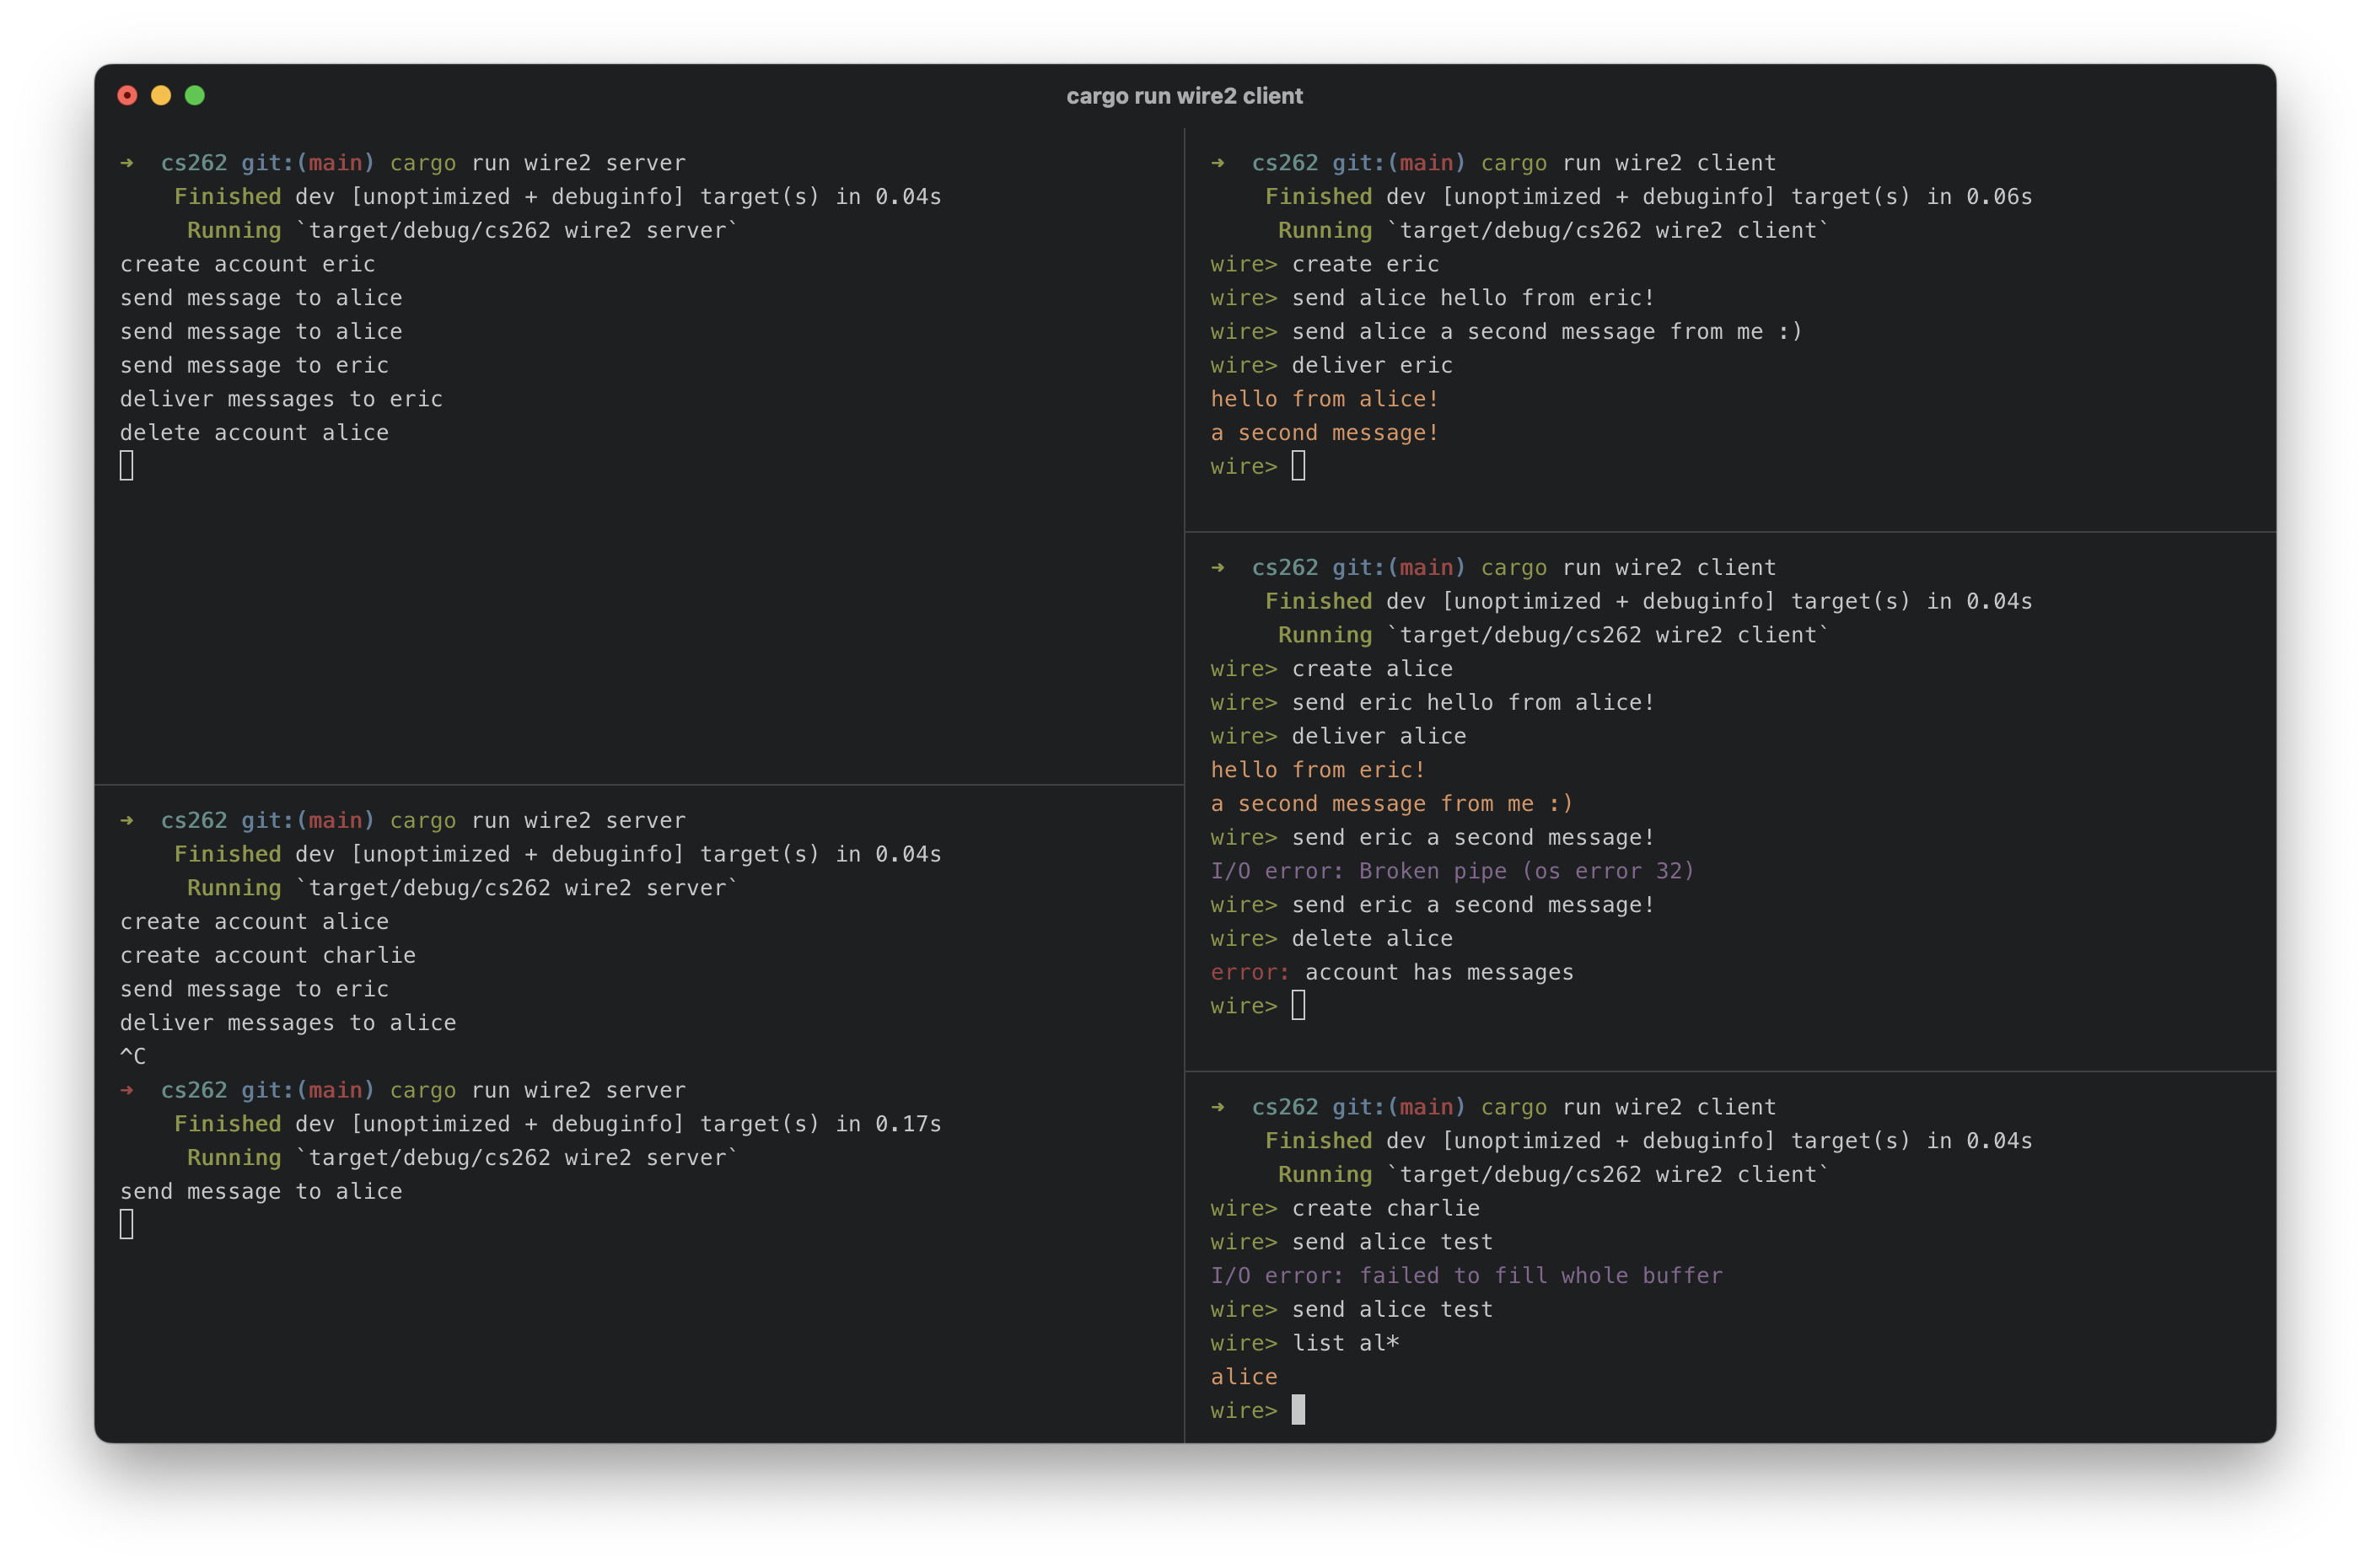 cargo run wire2 client
➜  cs262 git:(main) cargo run wire2 server
    Finished dev [unoptimized + debuginfo] target(s) in 0.04s
     Running `target/debug/cs262 wire2 server`
create account eric
send message to alice
send message to alice
send message to eric
deliver messages to eric
delete account alice
➜  cs262 git:(main) cargo run wire2 server
    Finished dev [unoptimized + debuginfo] target(s) in 0.04s
     Running `target/debug/cs262 wire2 server`
create account alice
create account charlie
send message to eric
deliver messages to alice
^C
➜  cs262 git:(main) cargo run wire2 server
    Finished dev [unoptimized + debuginfo] target(s) in 0.17s
     Running `target/debug/cs262 wire2 server`
send message to alice
➜  cs262 git:(main) cargo run wire2 client
    Finished dev [unoptimized + debuginfo] target(s) in 0.06s
     Running `target/debug/cs262 wire2 client`
wire> create eric
wire> send alice hello from eric!
wire> send alice a second message from me :)
wire> deliver eric
hello from alice!
a second message!
wire>
➜  cs262 git:(main) cargo run wire2 client
    Finished dev [unoptimized + debuginfo] target(s) in 0.04s
     Running `target/debug/cs262 wire2 client`
wire> create alice
wire> send eric hello from alice!
wire> deliver alice
hello from eric!
a second message from me :)
wire> send eric a second message!
I/O error: Broken pipe (os error 32)
wire> send eric a second message!
wire> delete alice
error: account has messages
wire>
➜  cs262 git:(main) cargo run wire2 client
    Finished dev [unoptimized + debuginfo] target(s) in 0.04s
     Running `target/debug/cs262 wire2 client`
wire> create charlie
wire> send alice test
I/O error: failed to fill whole buffer
wire> send alice test
wire> list al*
alice
wire>